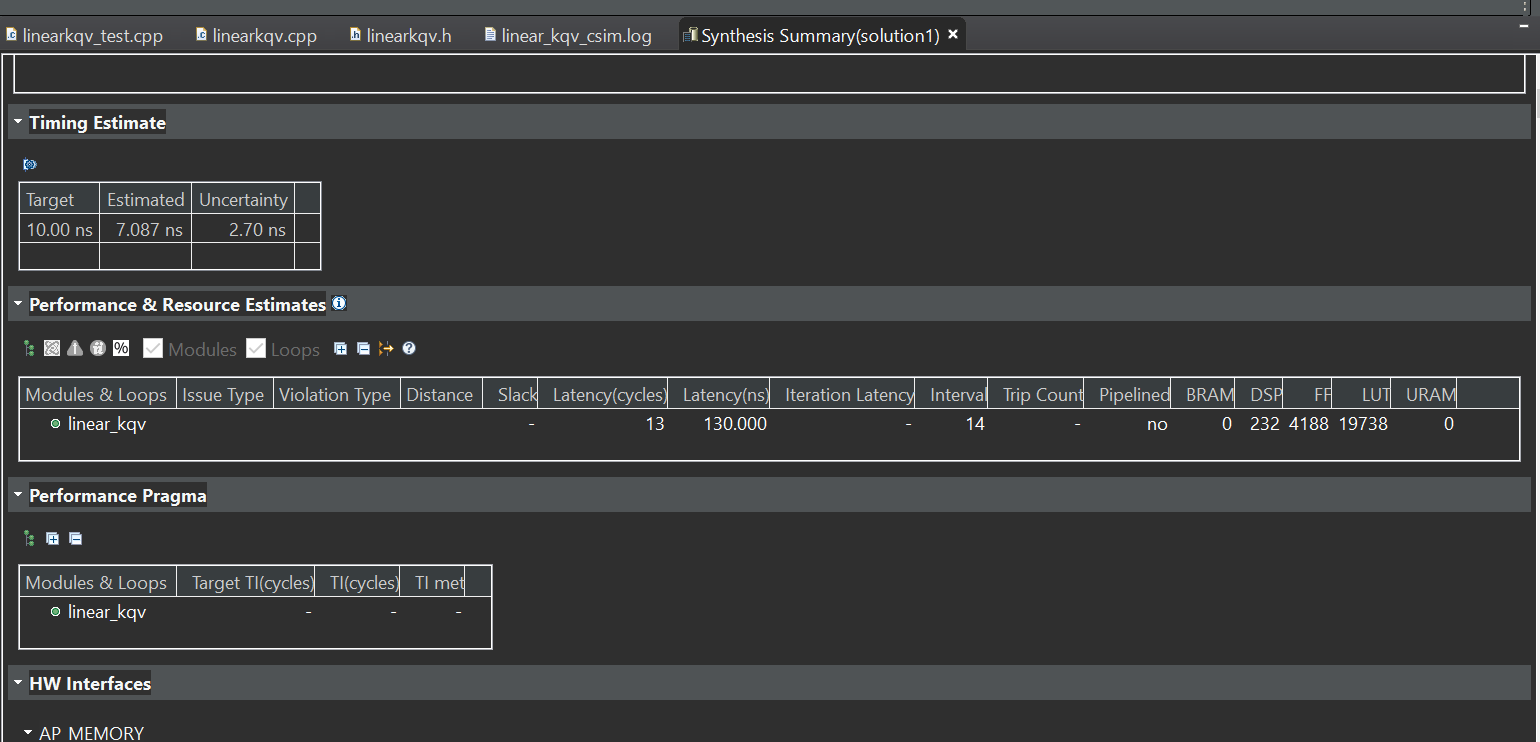 linearkqv_test.cpp linearkqv.cpp linearkqv.h linear_kqv_csim.log Synthesis Summary(solution1)
Timing Estimate
Target Estimated Uncertainty
10.00 ns 7.087 ns 2.70 ns
Performance & Resource Estimates
% Modules Loops
Modules & Loops Issue Type Violation Type Distance Slack Latency(cycles) Latency(ns) Iteration Latency Interval Trip Count Pipelined BRAM DSP FF LUT URAM
linear_kqv - 13 130.000 - 14 - no 0 232 4188 19738 0
Performance Pragma
Modules & Loops Target TI(cycles) TI(cycles) TI met
linear_kqv - - -
HW Interfaces
AP_MEMORY